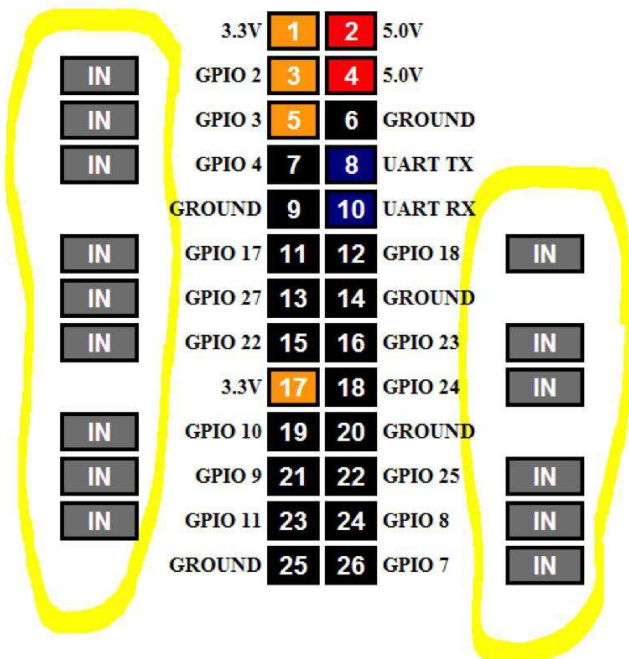 3.3V 1 2 5.0V
IN GPIO 2 3 4 5.0V
IN GPIO 3 5 6 GROUND
IN GPIO 4 7 8 UART TX
GROUND 9 10 UART RX
IN GPIO 17 11 12 GPIO 18 IN
IN GPIO 27 13 14 GROUND
IN GPIO 22 15 16 GPIO 23 IN
3.3V 17 18 GPIO 24 IN
IN GPIO 10 19 20 GROUND
IN GPIO 9 21 22 GPIO 25 IN
IN GPIO 11 23 24 GPIO 8 IN
GROUND 25 26 GPIO 7 IN